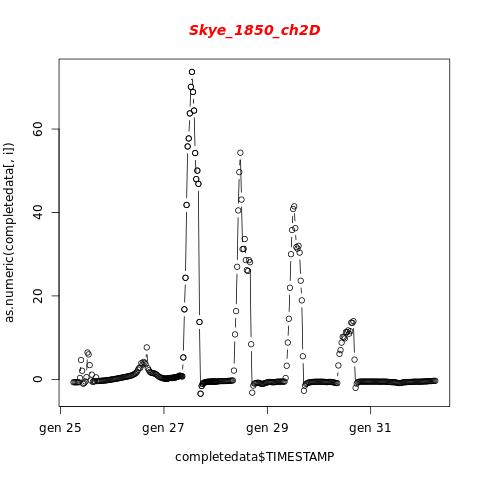 Skye_1850_ch2D
as.numeric(completedata[, i])
60
40
20
0
gen 25 gen 27 gen 29 gen 31
completedata$TIMESTAMP